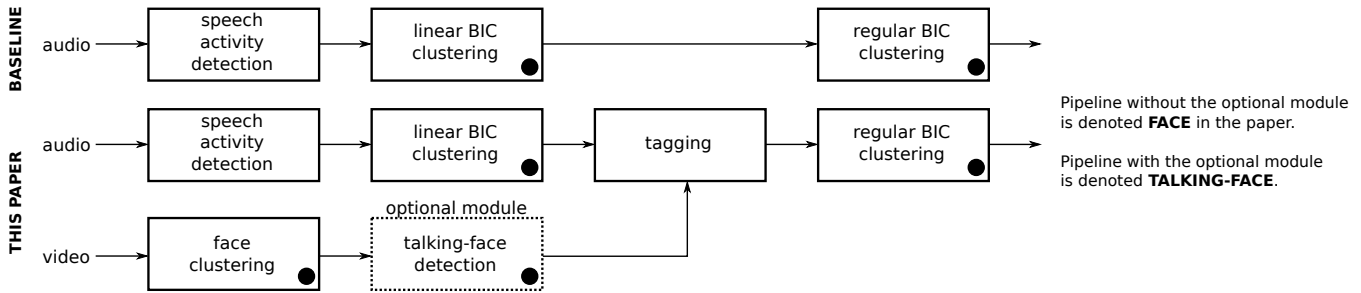 BASELINE
audio
speech
activity
detection
linear BIC
clustering
regular BIC
clustering
THIS PAPER
audio
speech
activity
detection
linear BIC
clustering
tagging
regular BIC
clustering
Pipeline without the optional module
is denoted FACE in the paper.
Pipeline with the optional module
is denoted TALKING-FACE.
video
face
clustering
optional module
talking-face
detection